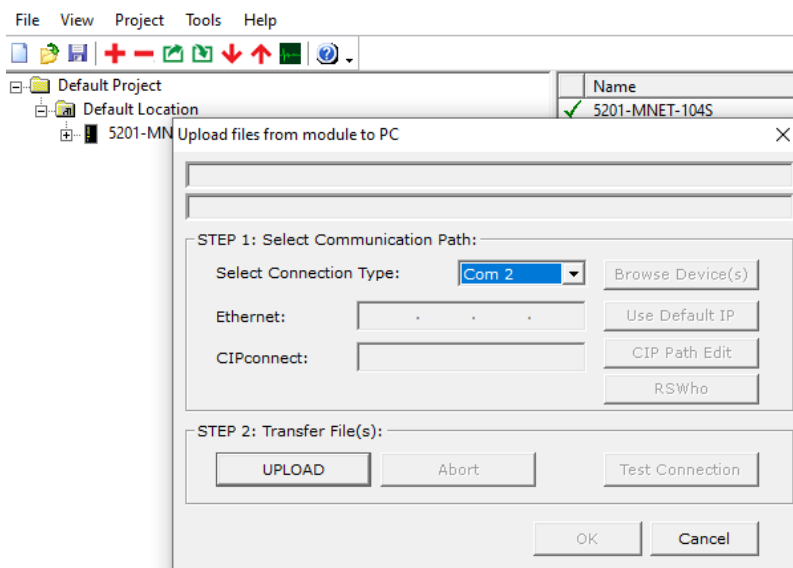 File View Project Tools Help
Default Project
Default Location
5201-MN
Name
5201-MNET-104S
Upload files from module to PC
STEP 1: Select Communication Path:
Select Connection Type: Com 2 Browse Device(s)
Ethernet: . . . Use Default IP
CIPconnect: CIP Path Edit
RSWho
STEP 2: Transfer File(s):
UPLOAD Abort Test Connection
OK Cancel